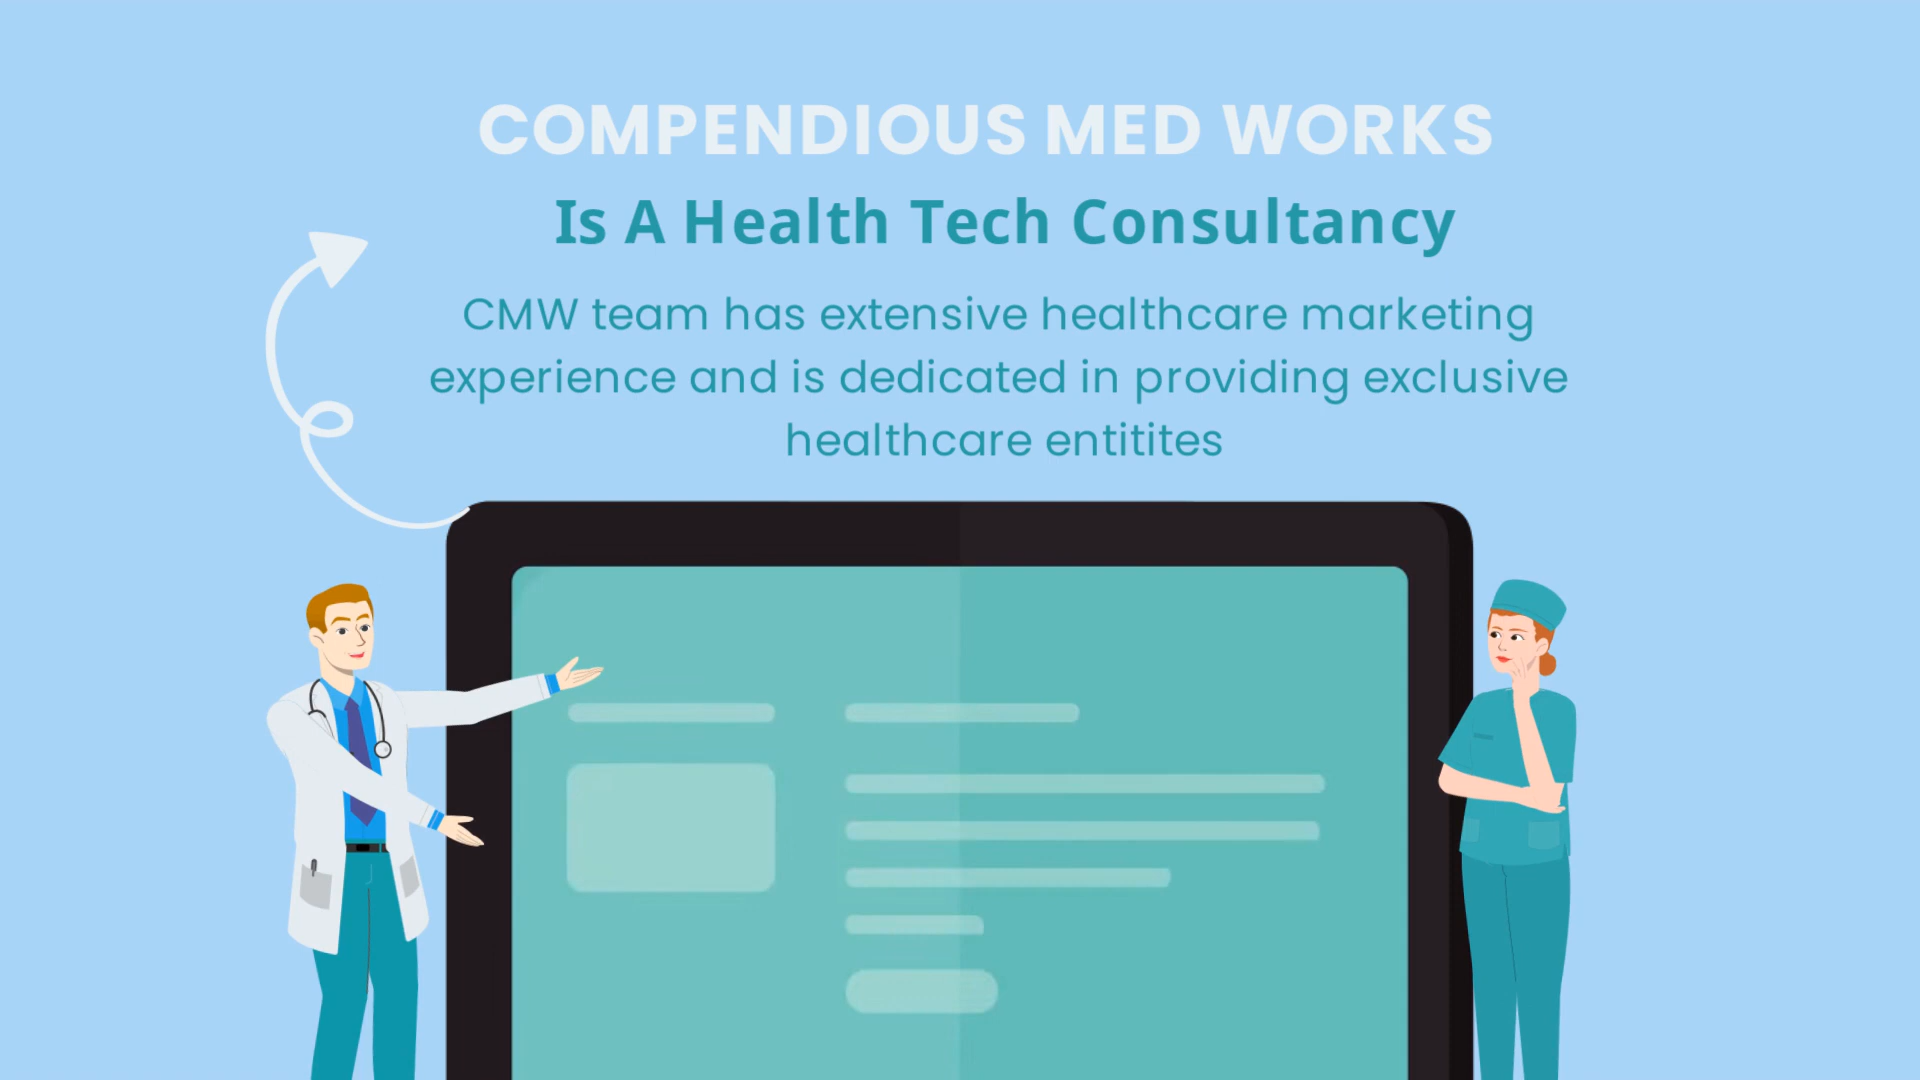 COMPENDIOUS MED WORKS
Is A Health Tech Consultancy
CMW team has extensive healthcare marketing
experience and is dedicated in providing exclusive
healthcare entitites